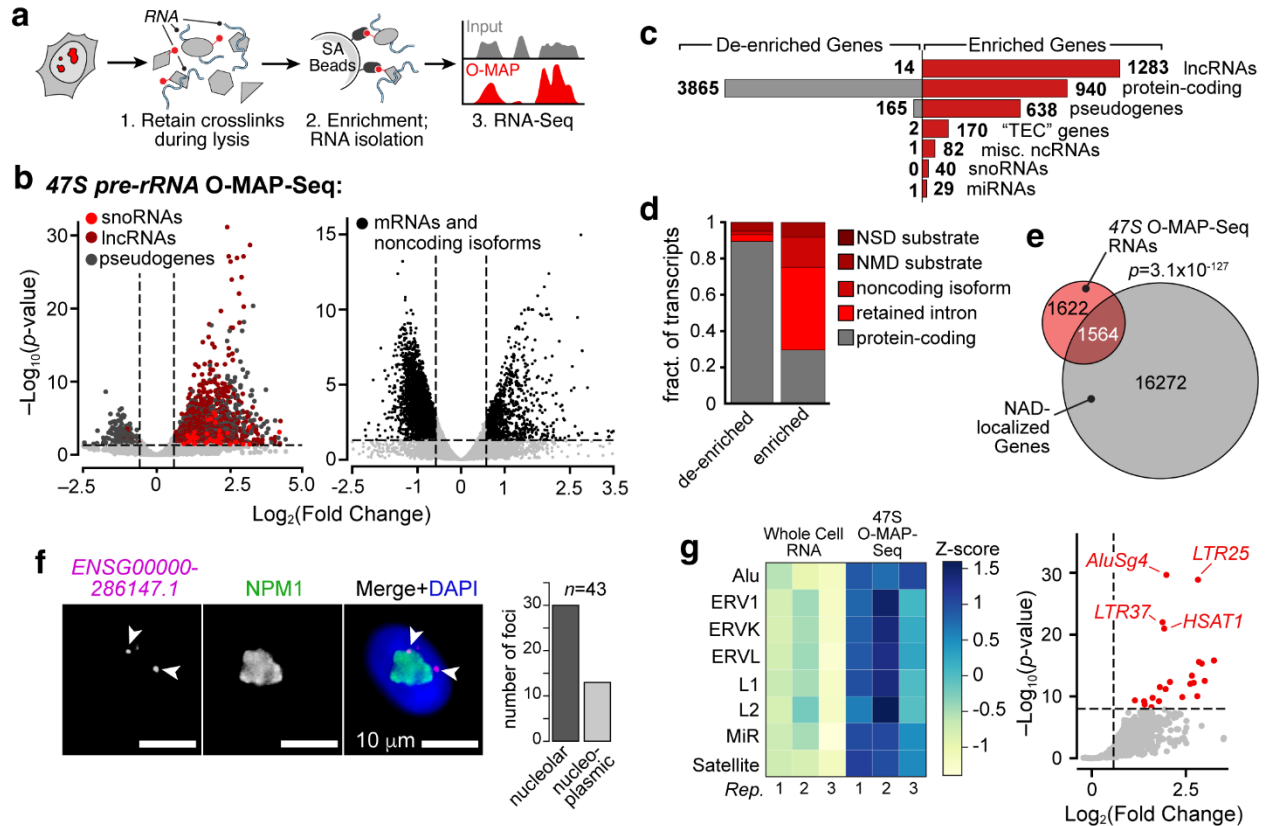 a
RNA
SA
Beads
Input
O-MAP
1. Retain crosslinks
during lysis
2. Enrichment;
RNA isolation
3. RNA-Seq
b
47S pre-rRNA O-MAP-Seq:
snoRNAs
lncRNAs
pseudogenes
mRNAs and
noncoding isoforms
–Log10(p-value)
30
20
10
0
−2.5
0
2.5
5.0
15
10
5
0
-2.5
-1
0
1
2.5
3.5
Log2(Fold Change)
c
De-enriched Genes
Enriched Genes
14
1283
lncRNAs
3865
940
protein-coding
165
638
pseudogenes
2
170
“TEC” genes
1
82
misc. ncRNAs
0
40
snoRNAs
1
29
miRNAs
d
fract. of transcripts
1
0.8
0.6
0.4
0.2
0
de-enriched
enriched
NSD substrate
NMD substrate
noncoding isoform
retained intron
protein-coding
e
47S O-MAP-Seq
RNAs
p=3.1x10-127
1622
1564
16272
NAD-
localized
Genes
f
ENSG00000-
286147.1
NPM1
Merge+DAPI
10 µm
n=43
number of foci
30
20
10
0
nucleolar
nucleo-
plasmic
g
Whole Cell
RNA
47S
O-MAP-
Seq
Z-score
Alu
ERV1
ERVK
ERVL
L1
L2
MiR
Satellite
Rep.
1
2
3
1
2
3
1.5
1
0.5
0
−0.5
−1
–Log10(p-value)
30
20
10
0
AluSg4
LTR25
LTR37
HSAT1
0
2.5
Log2(Fold Change)